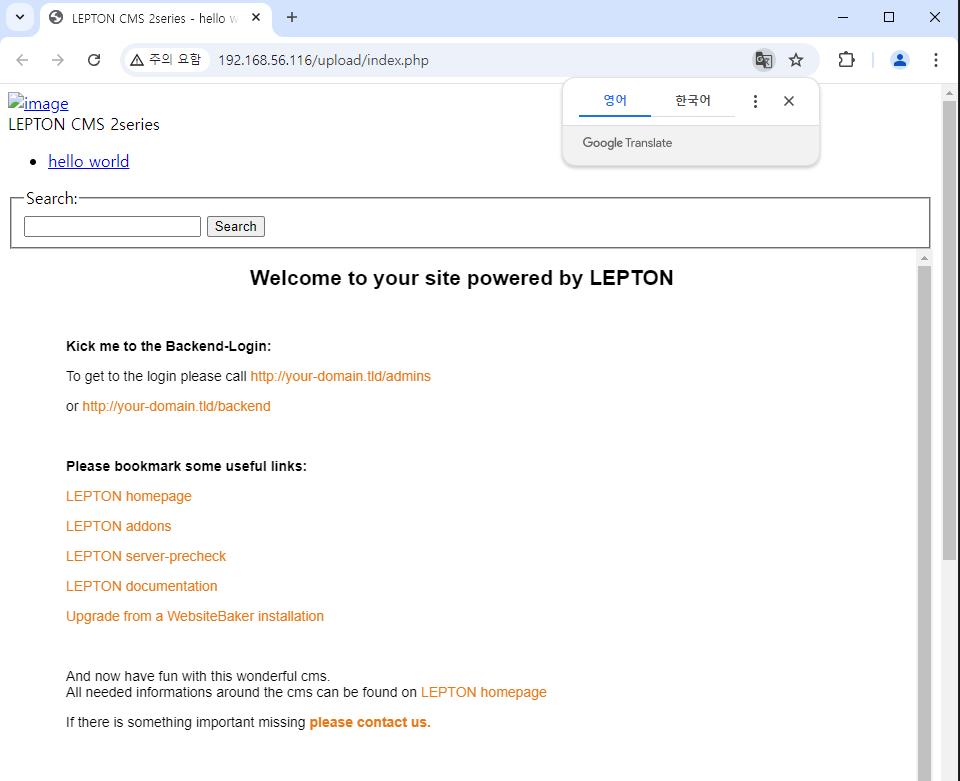 LEPTON CMS 2series - hello w
주의 요함
192.168.56.116/upload/index.php
영어
한국어
Google Translate
image
LEPTON CMS 2series
hello world
Search:
Search
Welcome to your site powered by LEPTON
Kick me to the Backend-Login:
To get to the login please call http://your-domain.tld/admins
or http://your-domain.tld/backend
Please bookmark some useful links:
LEPTON homepage
LEPTON addons
LEPTON server-precheck
LEPTON documentation
Upgrade from a WebsiteBaker installation
And now have fun with this wonderful cms.
All needed informations around the cms can be found on LEPTON homepage
If there is something important missing please contact us.